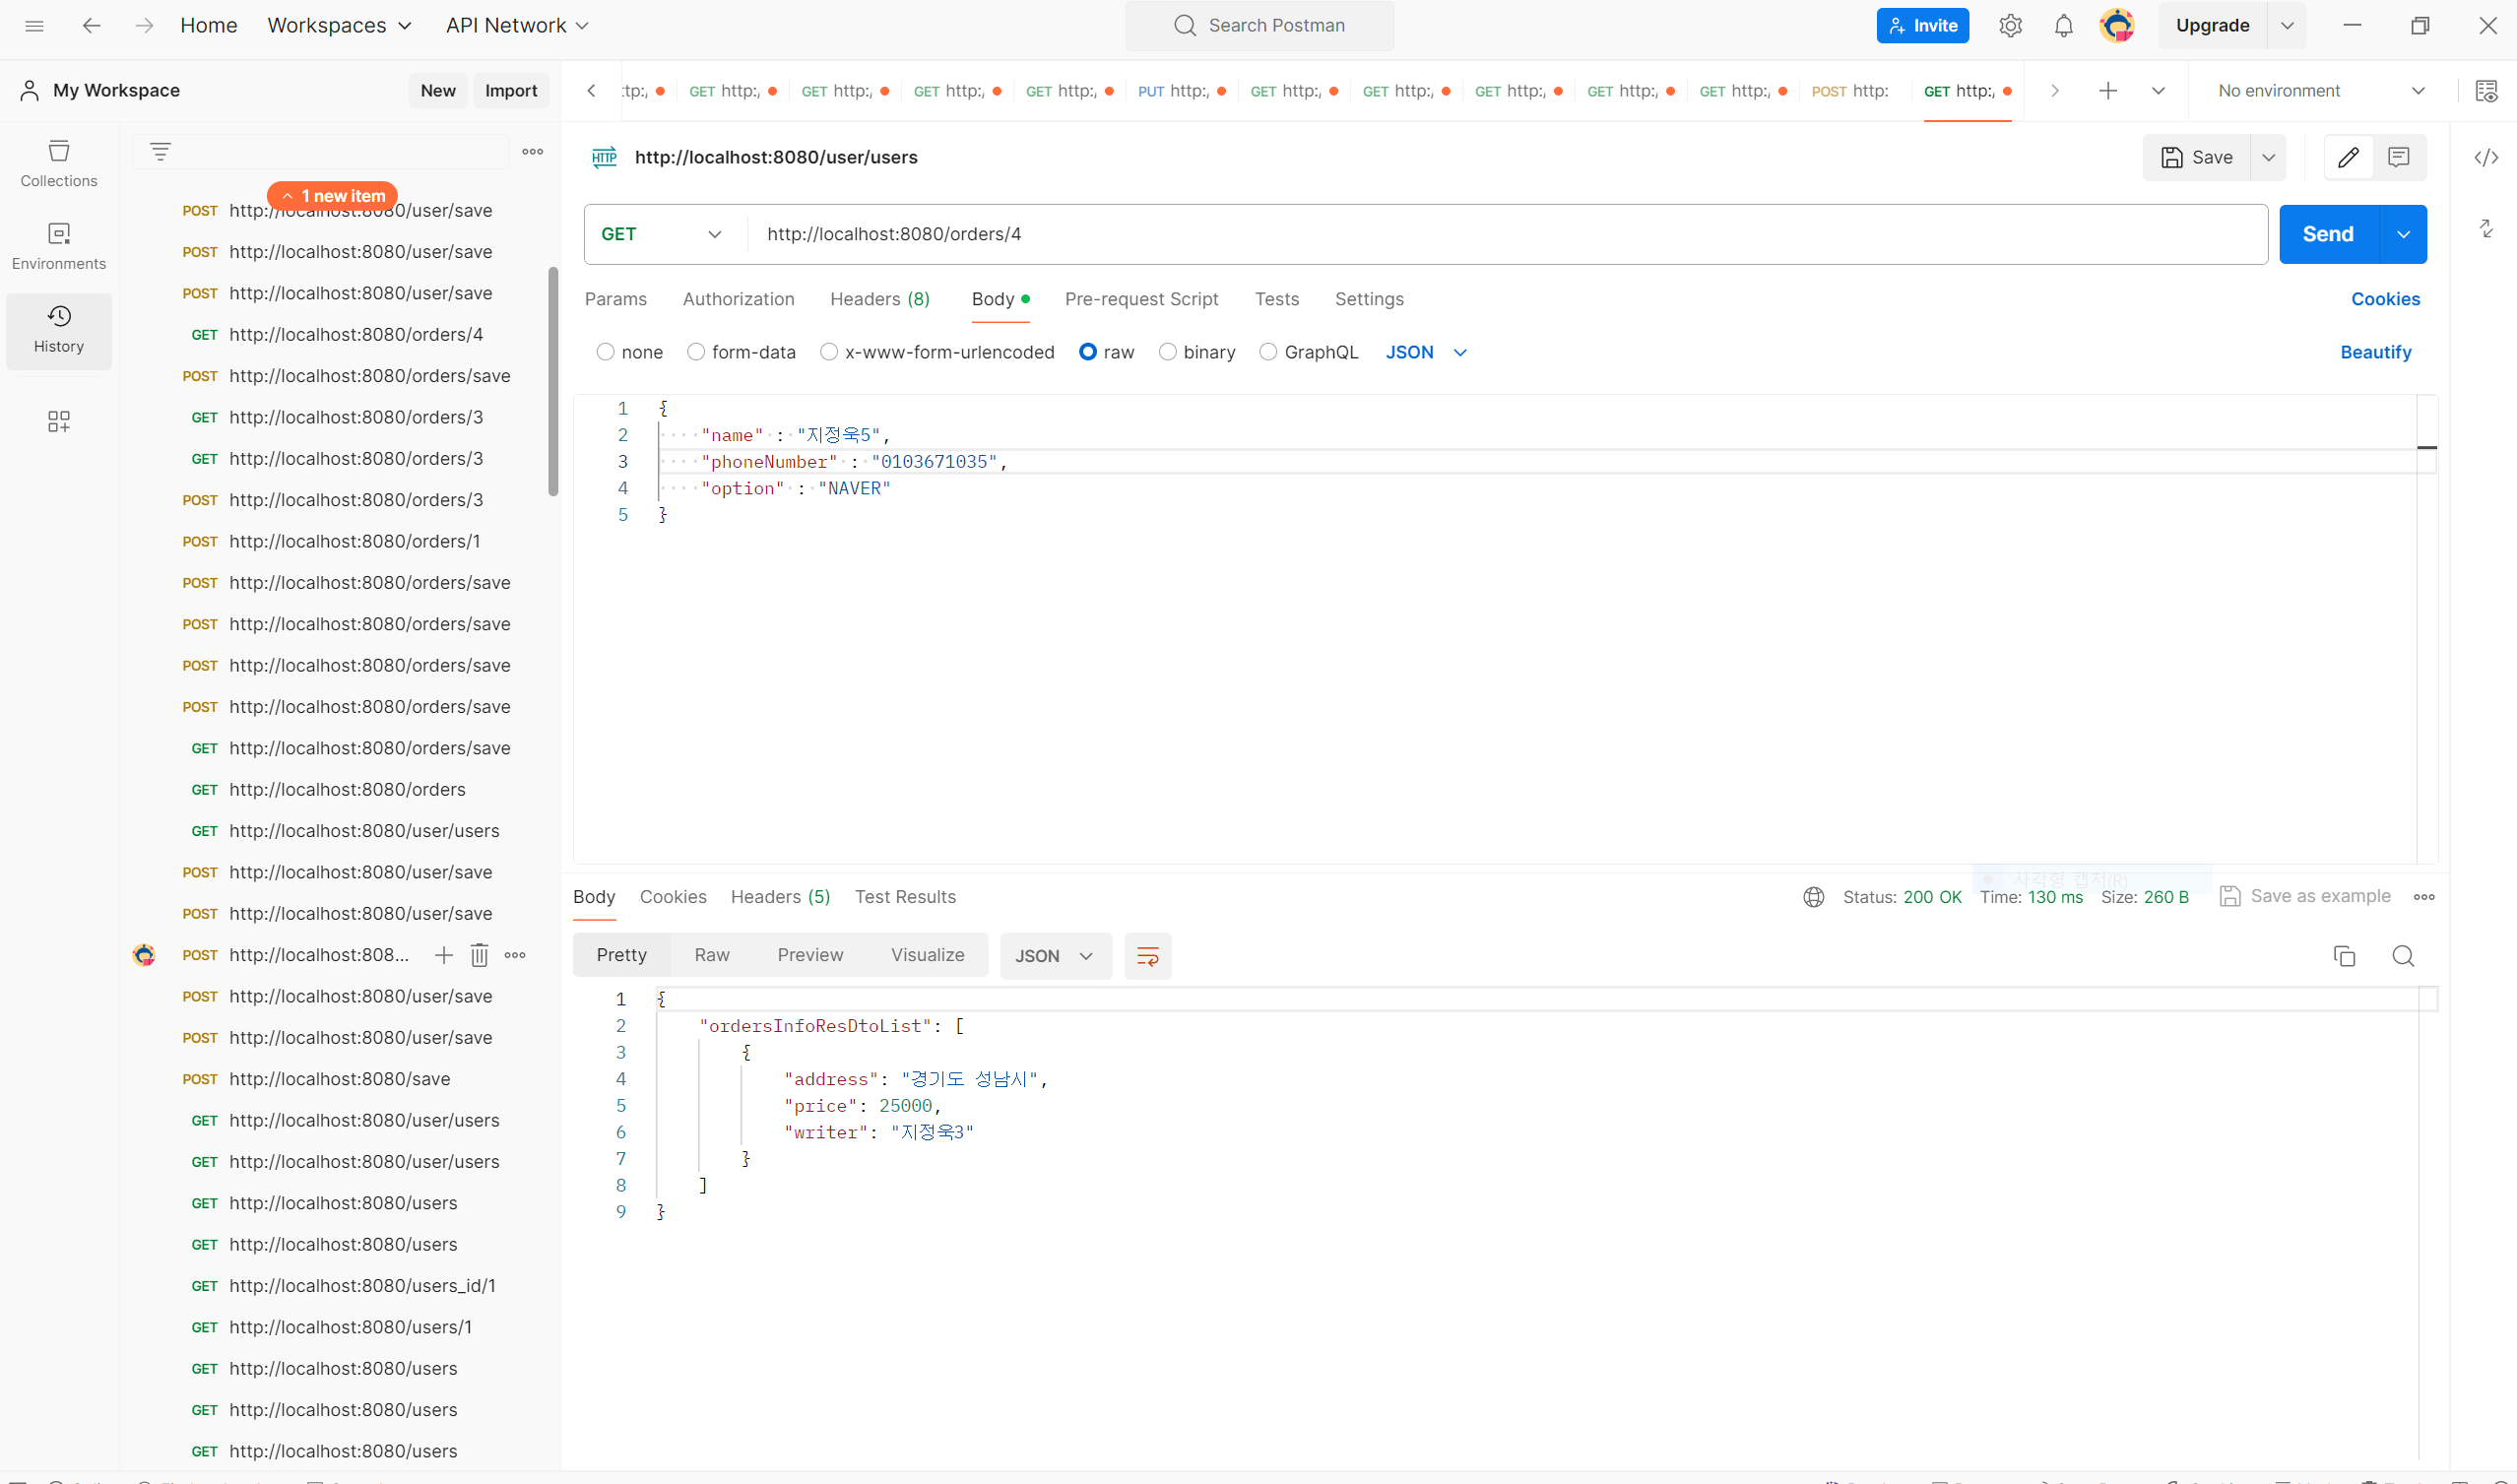 Home Workspaces API Network Search Postman Invite Upgrade
My Workspace New Import
GET http:/ GET http:/ GET http:/ GET http:/ PUT http:/ GET http:/ GET http:/ GET http:/ GET http:/ GET http:/ POST http: GET http:/ No environment
Collections
Environments
History
1 new item
POST http://localhost:8080/user/save
POST http://localhost:8080/user/save
POST http://localhost:8080/user/save
GET http://localhost:8080/orders/4
POST http://localhost:8080/orders/save
GET http://localhost:8080/orders/3
GET http://localhost:8080/orders/3
POST http://localhost:8080/orders/3
POST http://localhost:8080/orders/1
POST http://localhost:8080/orders/save
POST http://localhost:8080/orders/save
POST http://localhost:8080/orders/save
POST http://localhost:8080/orders/save
GET http://localhost:8080/orders/save
GET http://localhost:8080/orders
GET http://localhost:8080/user/users
POST http://localhost:8080/user/save
POST http://localhost:8080/user/save
POST http://localhost:808...
POST http://localhost:8080/user/save
POST http://localhost:8080/user/save
POST http://localhost:8080/save
GET http://localhost:8080/user/users
GET http://localhost:8080/user/users
GET http://localhost:8080/users
GET http://localhost:8080/users
GET http://localhost:8080/users_id/1
GET http://localhost:8080/users/1
GET http://localhost:8080/users
GET http://localhost:8080/users
GET http://localhost:8080/users
HTTP http://localhost:8080/user/users Save
GET http://localhost:8080/orders/4 Send
Params Authorization Headers (8) Body Pre-request Script Tests Settings Cookies
none form-data x-www-form-urlencoded raw binary GraphQL JSON Beautify
1 {
2 "name" : "지정욱5",
3 "phoneNumber" : "0103671035",
4 "option" : "NAVER"
5 }
사각형 캡처(R)
Body Cookies Headers (5) Test Results Status: 200 OK Time: 130 ms Size: 260 B Save as example
Pretty Raw Preview Visualize JSON
1 {
2 "ordersInfoResDtoList": [
3 {
4 "address": "경기도 성남시",
5 "price": 25000,
6 "writer": "지정욱3"
7 }
8 ]
9 }